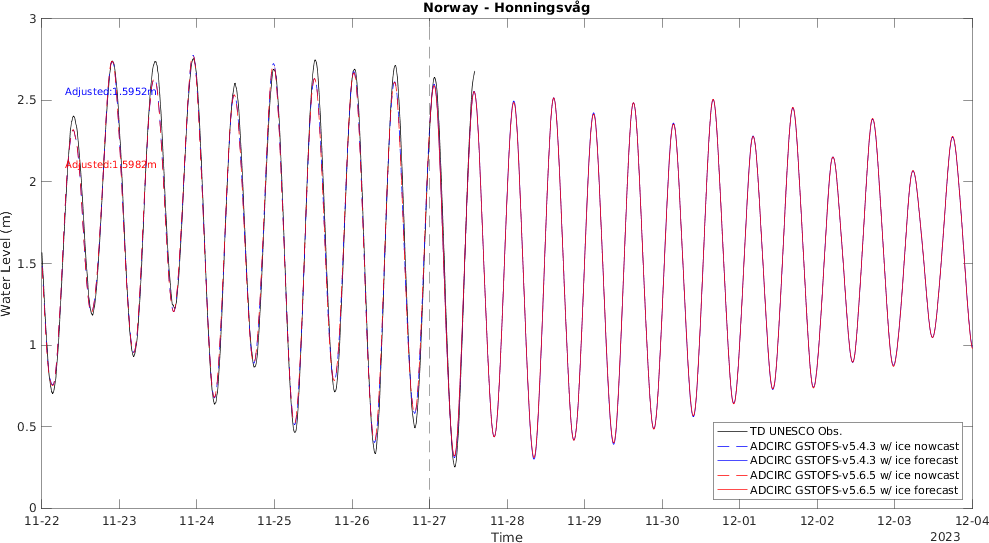 Norway - Honningsvåg
3
2.5
2
1.5
1
0.5
0
Water Level (m)
Adjusted:1.5952m
Adjusted:1.5982m
TD UNESCO Obs.
ADCIRC GSTOFS-v5.4.3 w/ ice nowcast
ADCIRC GSTOFS-v5.4.3 w/ ice forecast
ADCIRC GSTOFS-v5.6.5 w/ ice nowcast
ADCIRC GSTOFS-v5.6.5 w/ ice forecast
11-22 11-23 11-24 11-25 11-26 11-27 11-28 11-29 11-30 12-01 12-02 12-03 12-04
Time
2023